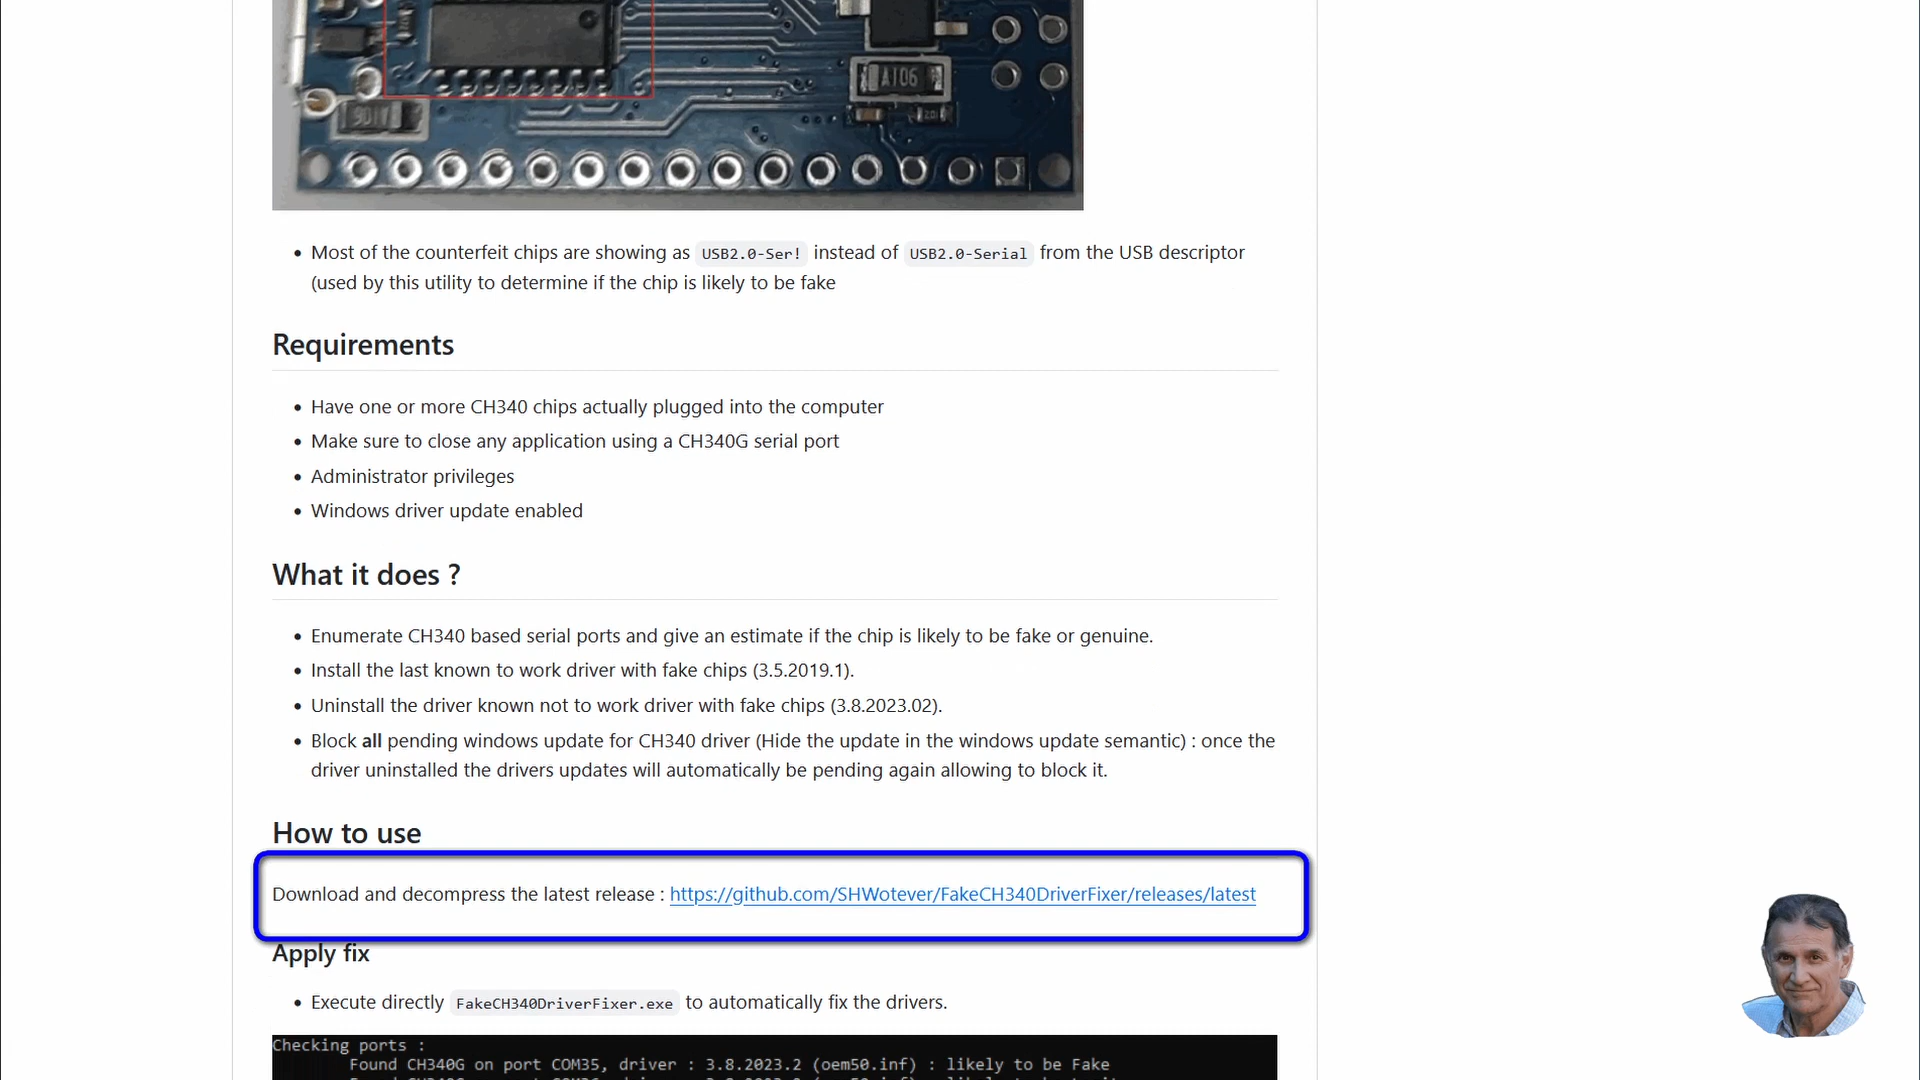 A106
Most of the counterfeit chips are showing as USB2.0-Ser! instead of USB2.0-Serial from the USB descriptor
(used by this utility to determine if the chip is likely to be fake
Requirements
Have one or more CH340 chips actually plugged into the computer
Make sure to close any application using a CH340G serial port
Administrator privileges
Windows driver update enabled
What it does ?
Enumerate CH340 based serial ports and give an estimate if the chip is likely to be fake or genuine.
Install the last known to work driver with fake chips (3.5.2019.1).
Uninstall the driver known not to work driver with fake chips (3.8.2023.02).
Block all pending windows update for CH340 driver (Hide the update in the windows update semantic) : once the
driver uninstalled the drivers updates will automatically be pending again allowing to block it.
How to use
Download and decompress the latest release : https://github.com/SHWotever/FakeCH340DriverFixer/releases/latest
Apply fix
Execute directly FakeCH340DriverFixer.exe to automatically fix the drivers.
Checking ports :
Found CH340G on port COM35, driver : 3.8.2023.2 (oem50.inf) : likely to be Fake